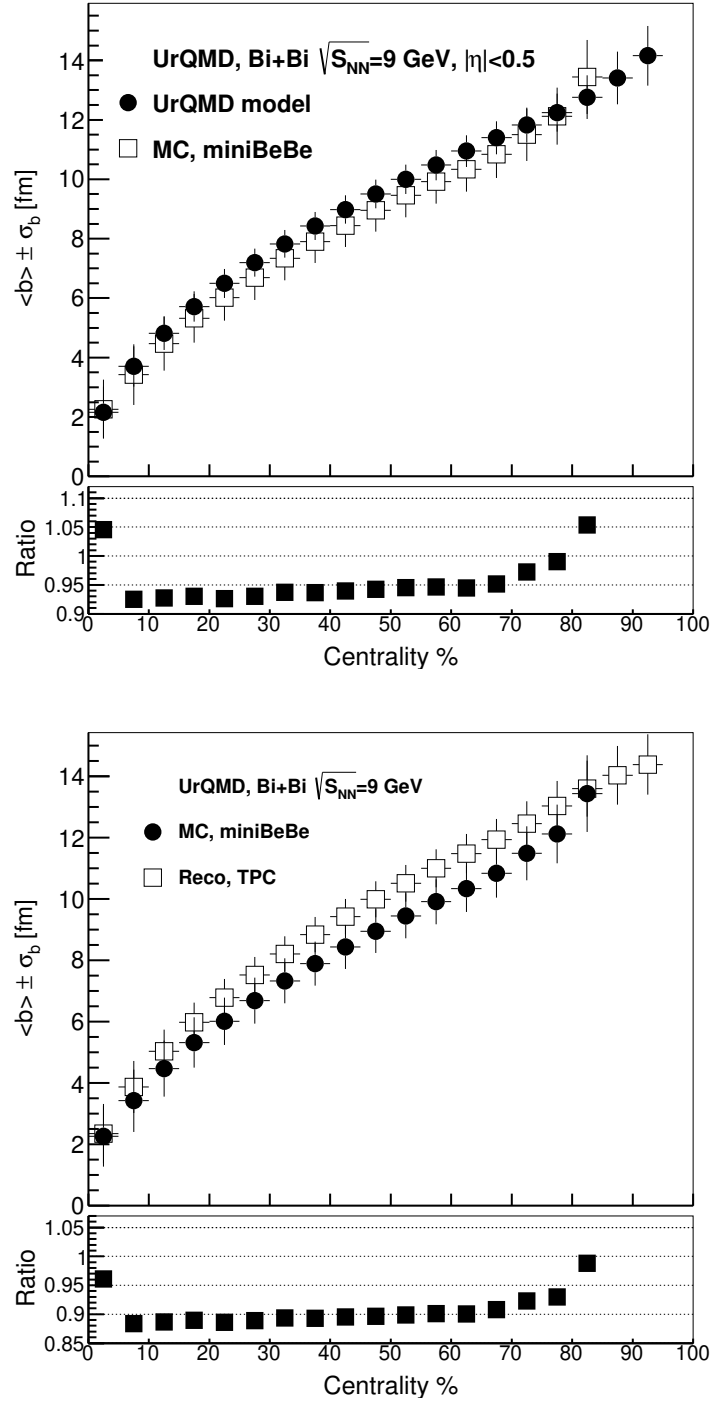 UrQMD, Bi+Bi √S_NN=9 GeV, |η|<0.5
UrQMD model
MC, miniBeBe
<b> ± σ_b [fm]
14
12
10
8
6
4
2
0
Ratio
1.1
1.05
1
0.95
0.9
0 10 20 30 40 50 60 70 80 90 100
Centrality %
UrQMD, Bi+Bi √S_NN=9 GeV
MC, miniBeBe
Reco, TPC
<b> ± σ_b [fm]
14
12
10
8
6
4
2
0
Ratio
1.05
1
0.95
0.9
0.85
0 10 20 30 40 50 60 70 80 90 100
Centrality %